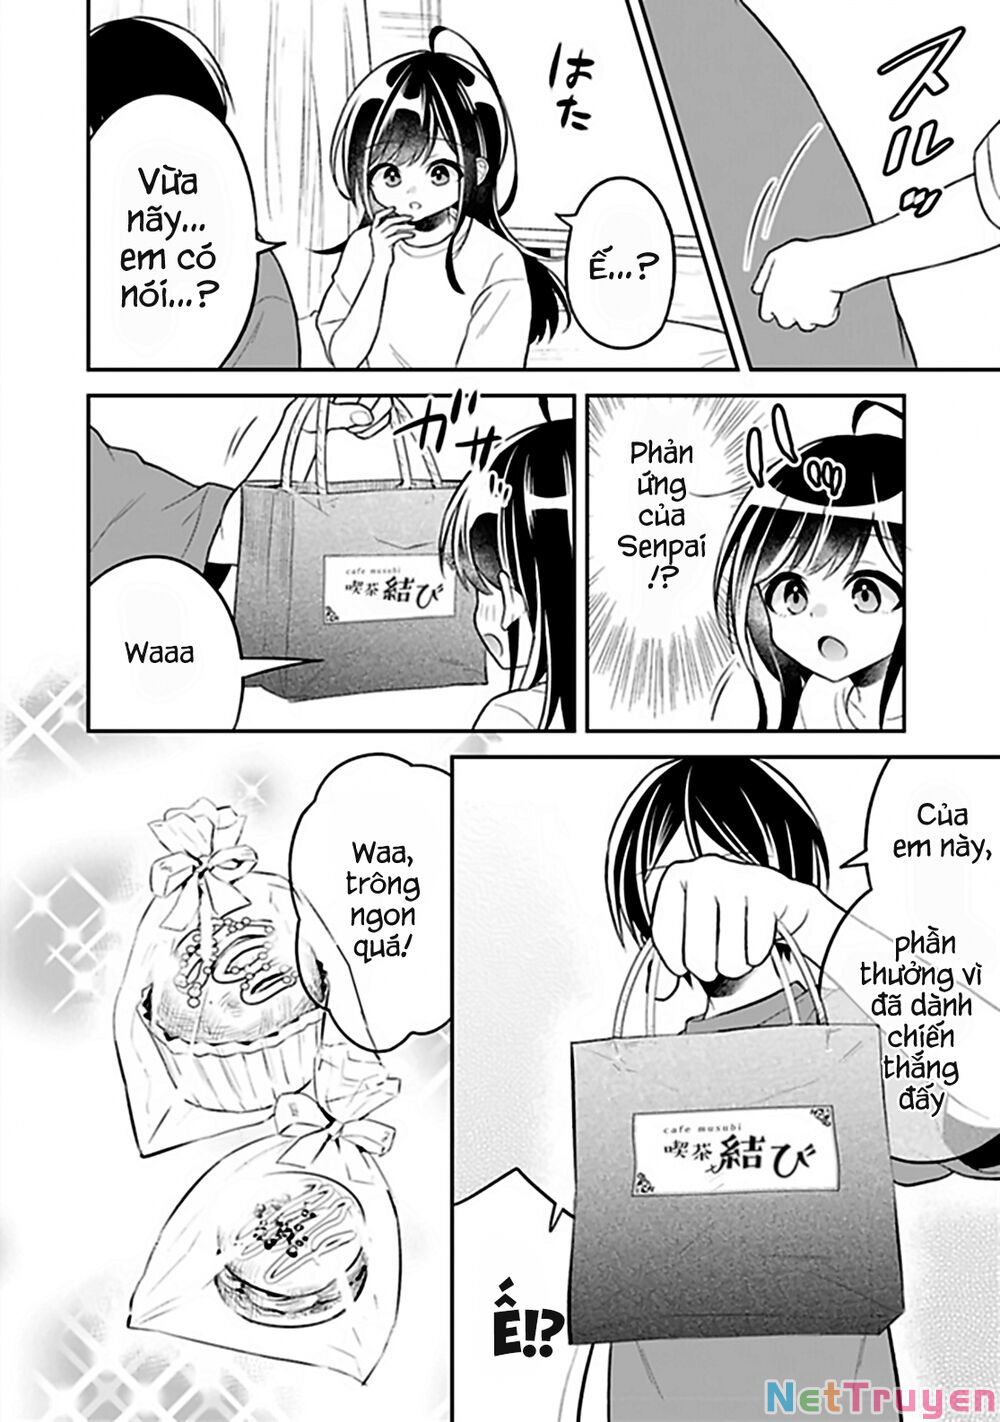 スルッ
はた
Ế...?
Vừa
nãy...
em có
nói...?
Phản
ứng
của
Senpai
!?
ガサ
cafe musubi
喫茶 結び
Waaa
Của
em này,
phần
thưởng vì
đã dành
chiến
thắng
đấy
cafe musubi
喫茶 結び
Ế!?
Waa,
trông
ngon
quá!
NetTruyen